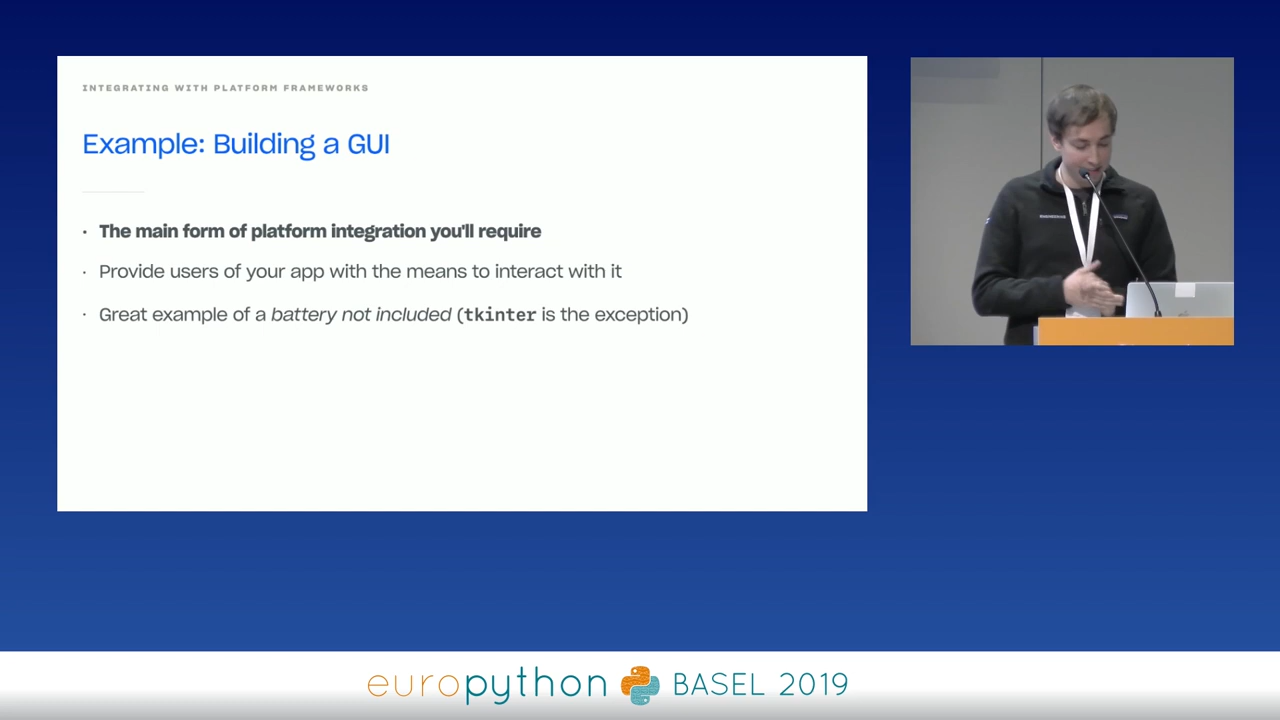 INTEGRATING WITH PLATFORM FRAMEWORKS
Example: Building a GUI
· The main form of platform integration you'll require
· Provide users of your app with the means to interact with it
· Great example of a battery not included (tkinter is the exception)
europython BASEL 2019